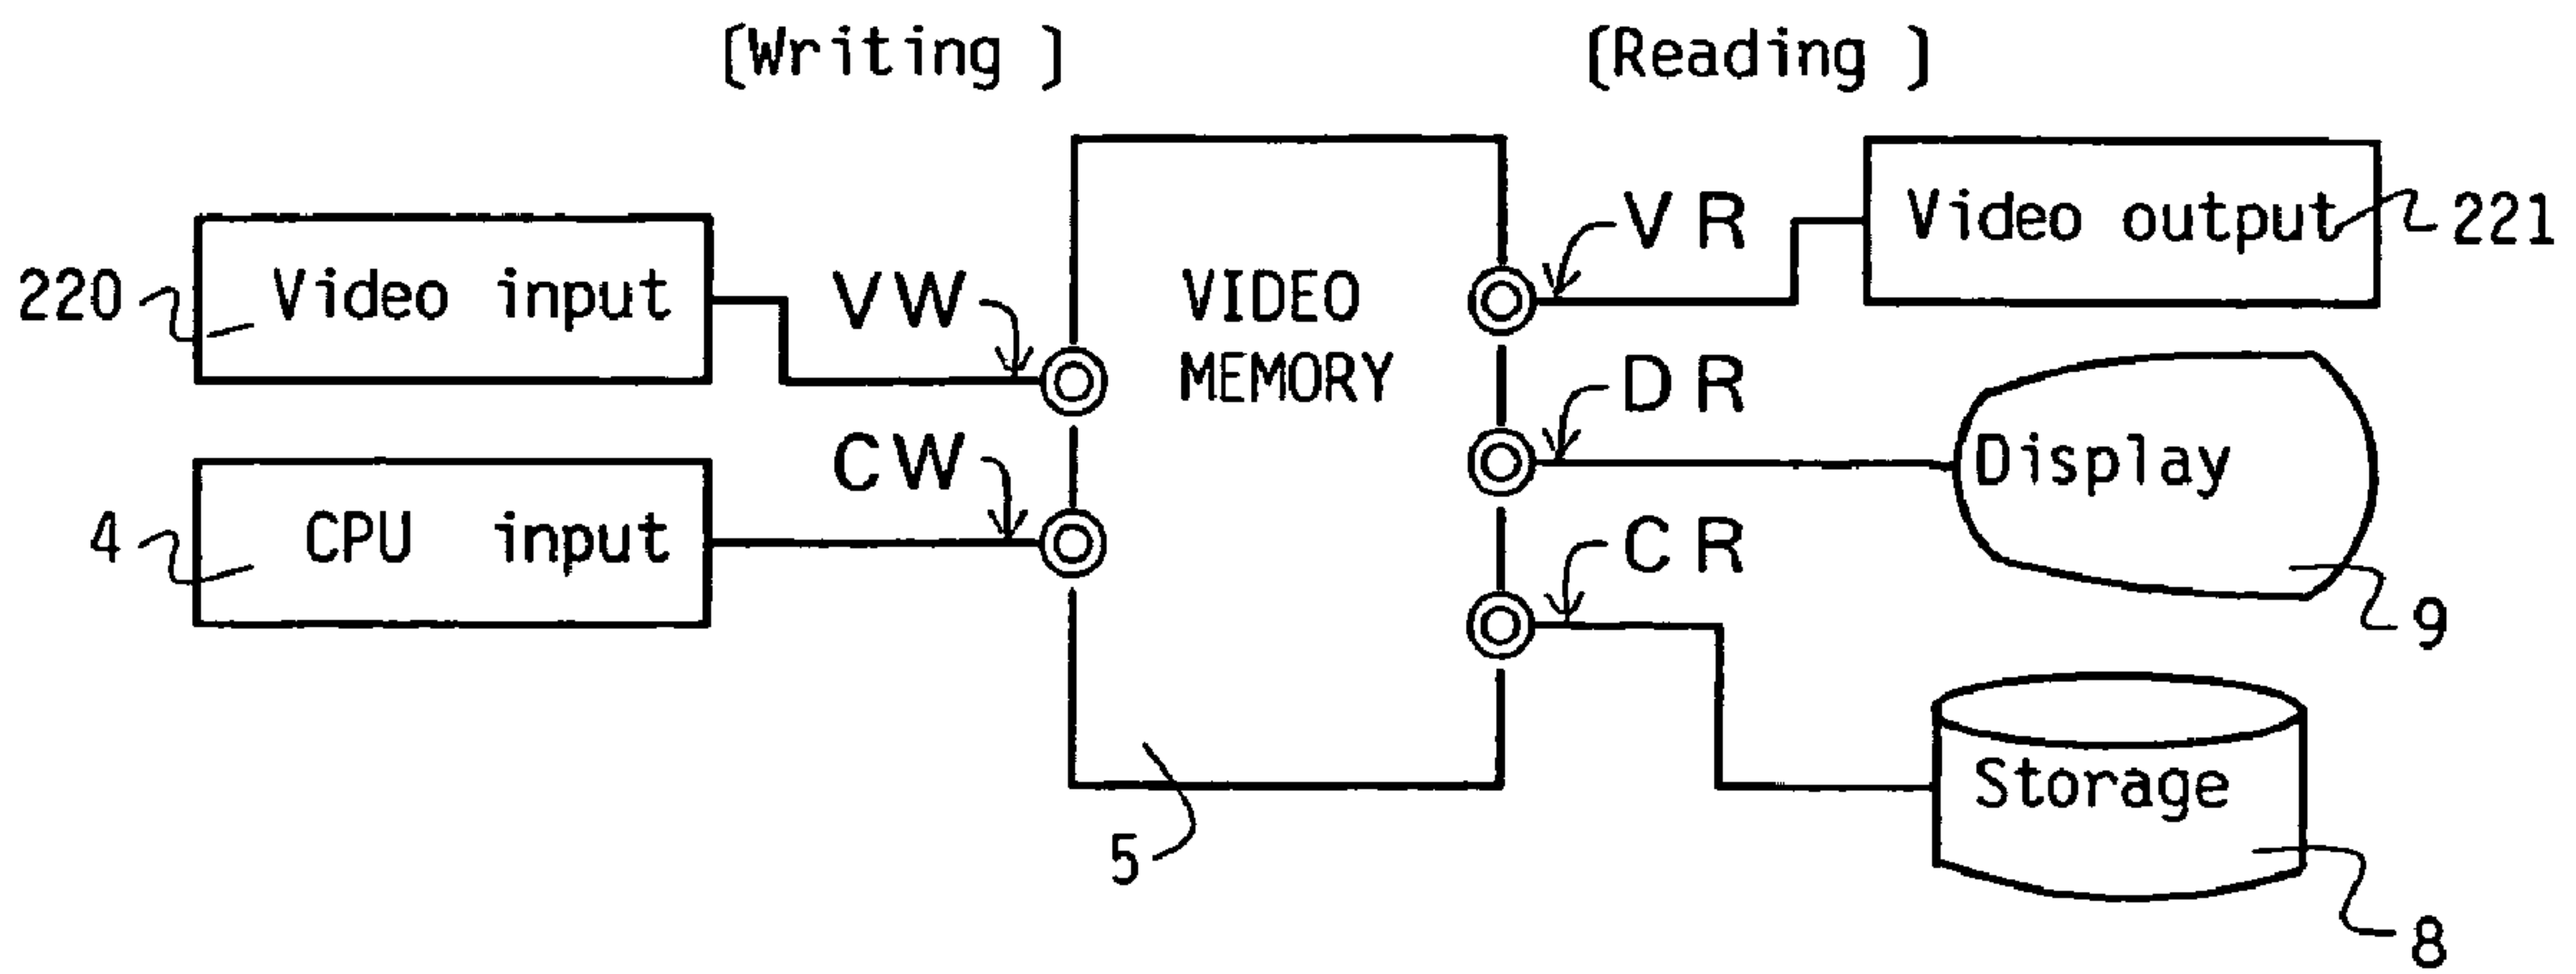 (Writing )
(Reading )
220
Video input
VW
VIDEO
MEMORY
VR
Video output
221
4
CPU input
CW
DR
Display
9
CR
Storage
8
5